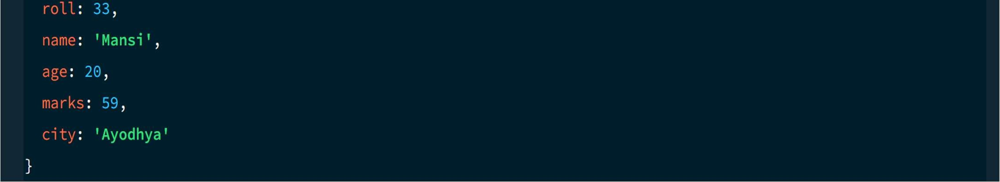 roll: 33,
name: 'Mansi',
age: 20,
marks: 59,
city: 'Ayodhya'
}